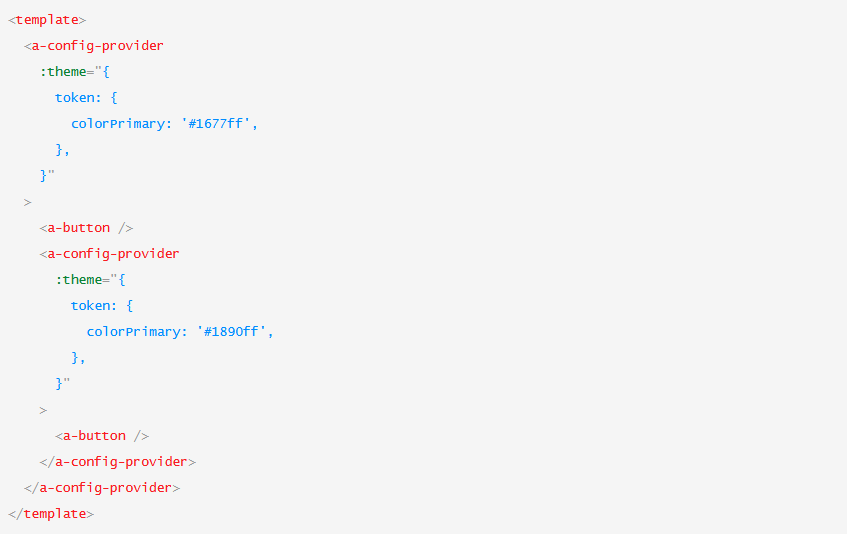 <template>
  <a-config-provider
    :theme="{
      token: {
        colorPrimary: '#1677ff',
      },
    }"
  >
    <a-button />
    <a-config-provider
      :theme="{
        token: {
          colorPrimary: '#1890ff',
        },
      }"
    >
      <a-button />
    </a-config-provider>
  </a-config-provider>
</template>